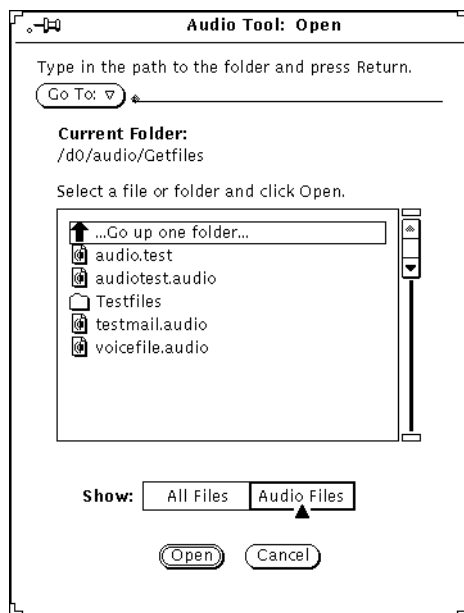 Audio Tool: Open
Type in the path to the folder and press Return.
Go To:
Current Folder:
/d0/audio/Getfiles
Select a file or folder and click Open.
...Go up one folder...
audio.test
audiotest.audio
Testfiles
testmail.audio
voicefile.audio
Show: All Files Audio Files
Open Cancel